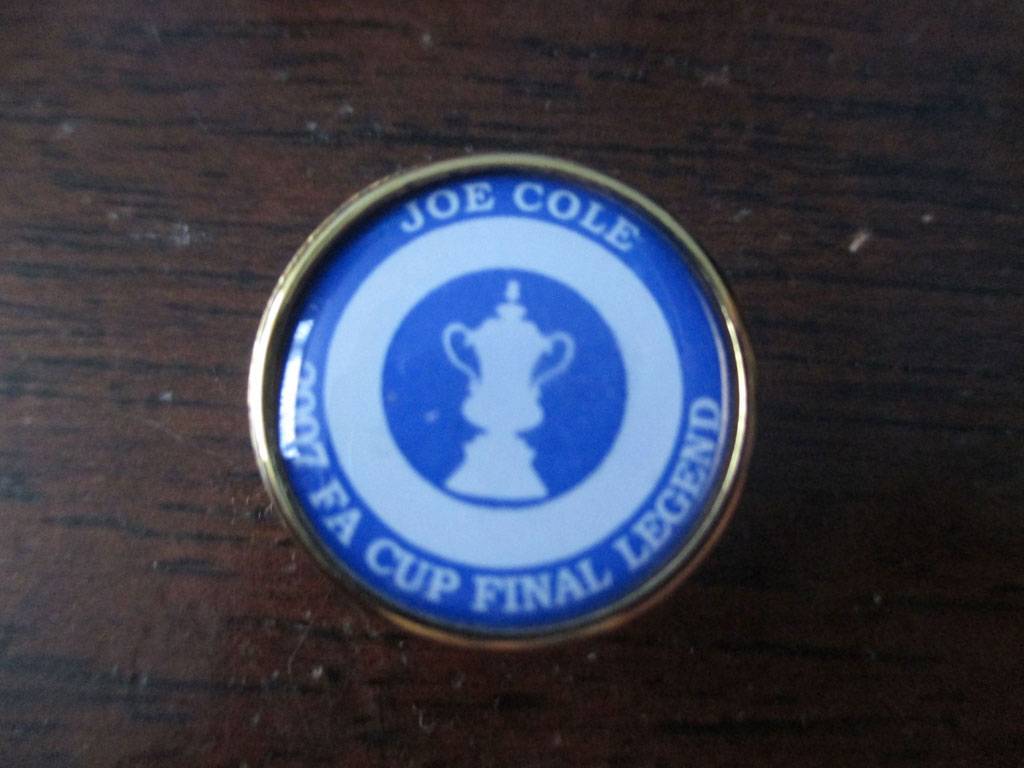 JOE COLE
2007 FA CUP FINAL LEGEND